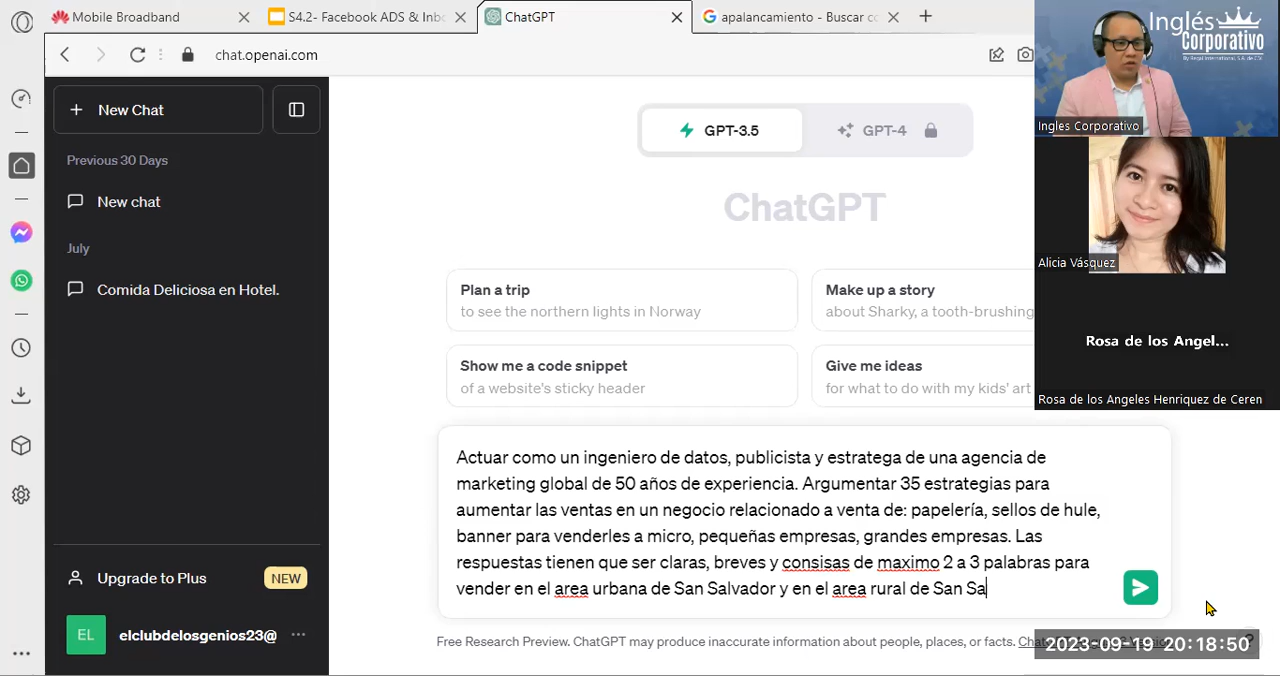 Mobile Broadband
S4.2- Facebook ADS & Inb
ChatGPT
apalancamiento - Buscar c
chat.openai.com
Inglés
Corporativo
By Regal International, S.A. de C.V.
Ingles Corporativo
New Chat
Previous 30 Days
New chat
July
Comida Deliciosa en Hotel.
Upgrade to Plus
NEW
EL
elclubdelosgenios23@
GPT-3.5
GPT-4
ChatGPT
Plan a trip
to see the northern lights in Norway
Make up a story
about Sharky, a tooth-brushing
Show me a code snippet
of a website's sticky header
Give me ideas
for what to do with my kids' art
Alicia Vásquez
Rosa de los Angel...
Rosa de los Angeles Henriquez de Ceren
Actuar como un ingeniero de datos, publicista y estratega de una agencia de
marketing global de 50 años de experiencia. Argumentar 35 estrategias para
aumentar las ventas en un negocio relacionado a venta de: papelería, sellos de hule,
banner para venderles a micro, pequeñas empresas, grandes empresas. Las
respuestas tienen que ser claras, breves y consisas de maximo 2 a 3 palabras para
vender en el area urbana de San Salvador y en el area rural de San Sa
Free Research Preview. ChatGPT may produce inaccurate information about people, places, or facts.
2023-09-19 20:18:50